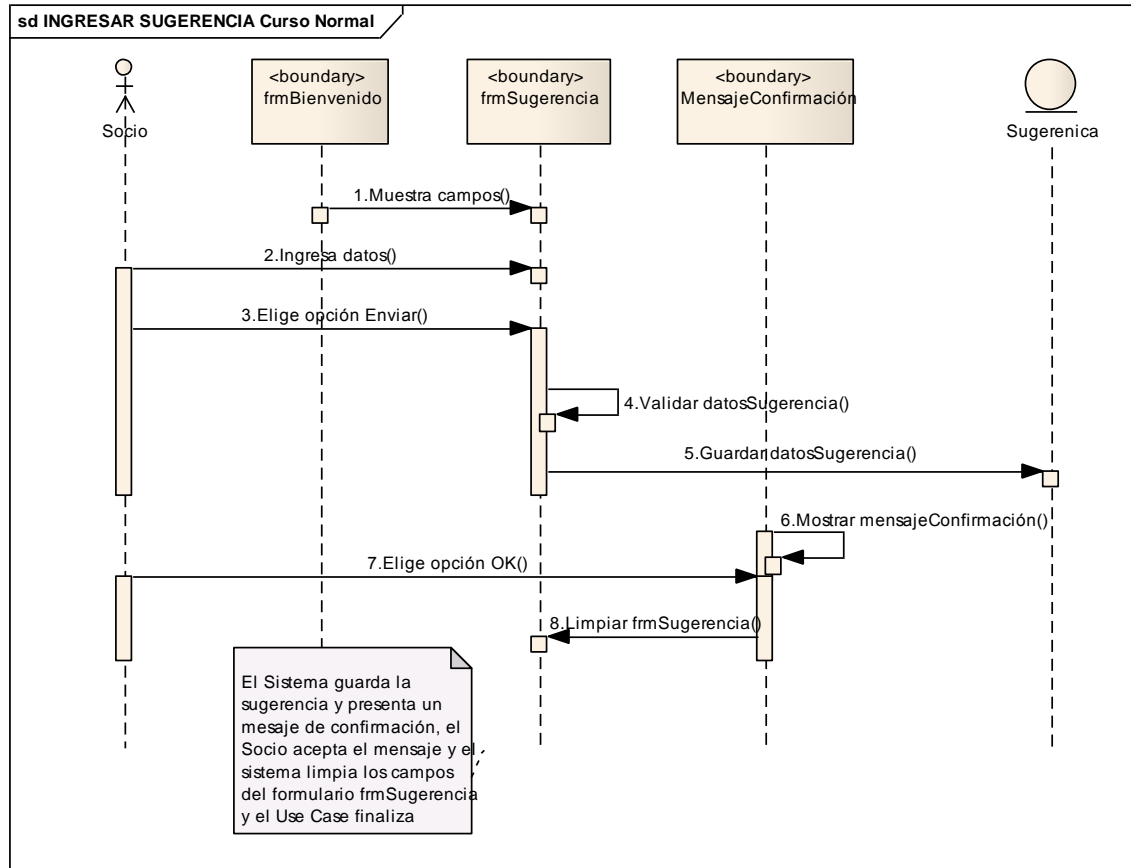 sd INGRESAR SUGERENCIA Curso Normal
Socio
<boundary>
frmBienvenido
<boundary>
frmSugerencia
<boundary>
MensajeConfirmación
Sugerenica
1.Muestra campos()
2.Ingresa datos()
3.Elige opción Enviar()
4.Validar datosSugerencia()
5.Guardar datosSugerencia()
6.Mostrar mensajeConfirmación()
7.Elige opción OK()
8.Limpiar frmSugerencia()
El Sistema guarda la
sugerencia y presenta un
mesaje de confirmación, el
Socio acepta el mensaje y el
sistema limpia los campos
del formulario frmSugerencia
y el Use Case finaliza